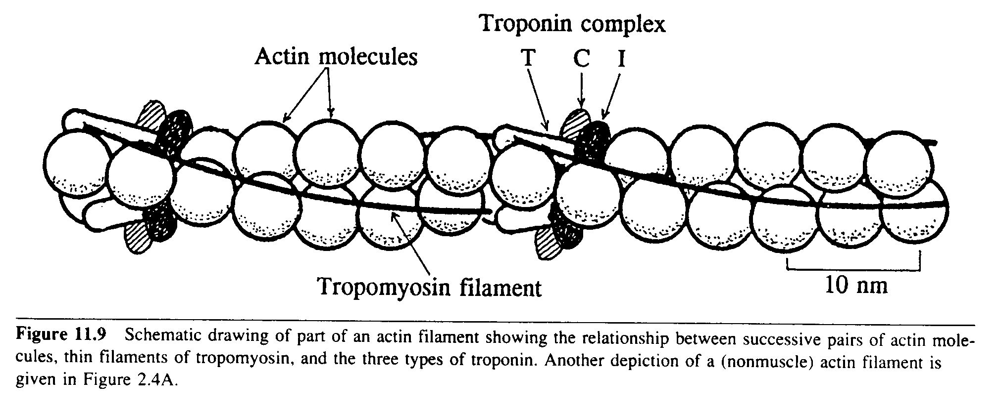 Troponin complex
Actin molecules
T C I
Tropomyosin filament
10 nm
Figure 11.9 Schematic drawing of part of an actin filament showing the relationship between successive pairs of actin mole-
cules, thin filaments of tropomyosin, and the three types of troponin. Another depiction of a (nonmuscle) actin filament is
given in Figure 2.4A.